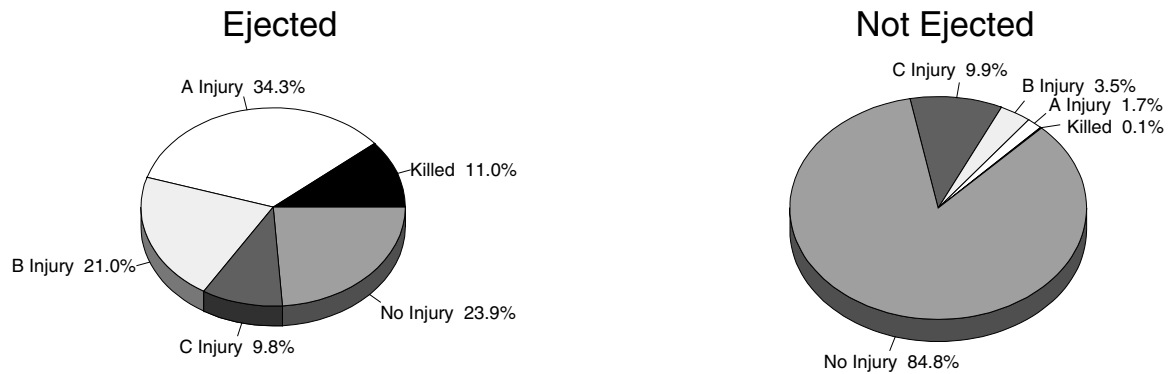 Ejected
A Injury 34.3%
Killed 11.0%
B Injury 21.0%
No Injury 23.9%
C Injury 9.8%
Not Ejected
C Injury 9.9%
B Injury 3.5%
A Injury 1.7%
Killed 0.1%
No Injury 84.8%